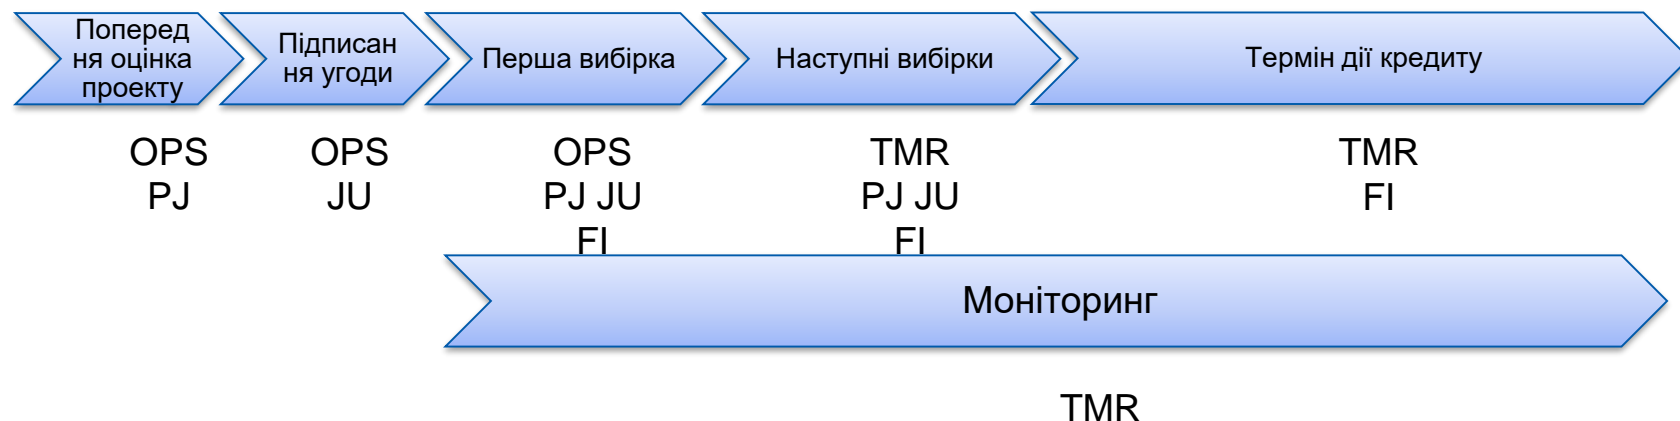 Поперед
ня оцінка
проекту
Підписан
ня угоди
Перша вибірка
Наступні вибірки
Термін дії кредиту
OPS
PJ
OPS
JU
OPS
PJ JU
FI
TMR
PJ JU
FI
TMR
FI
Моніторинг
TMR